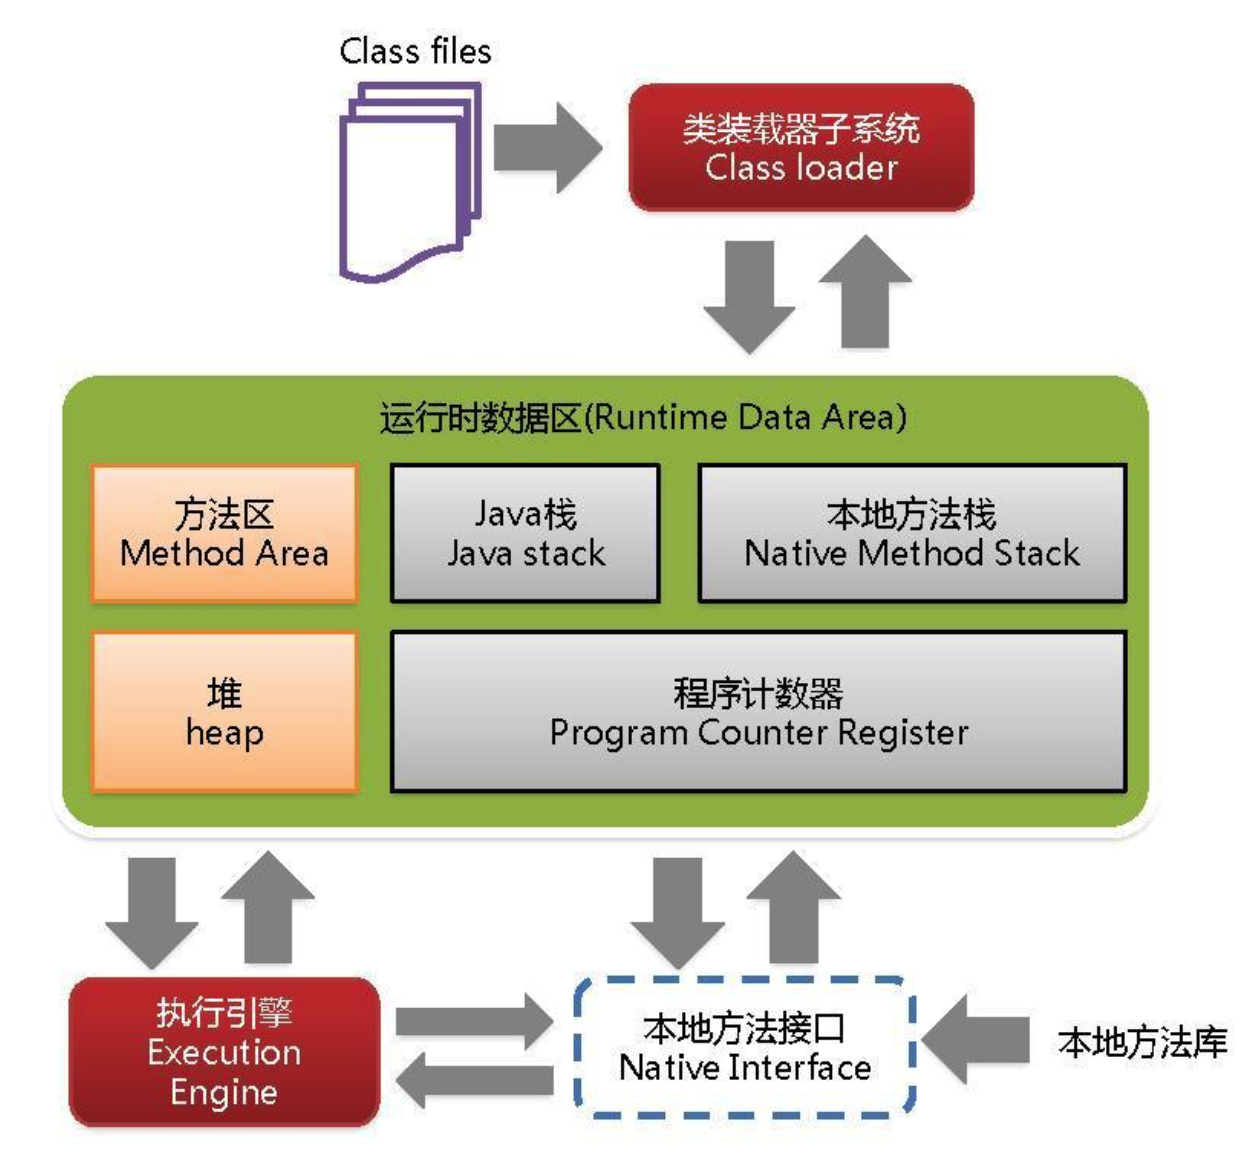 Class files
类装载器子系统
Class loader
运行时数据区(Runtime Data Area)
方法区
Method Area
Java栈
Java stack
本地方法栈
Native Method Stack
堆
heap
程序计数器
Program Counter Register
执行引擎
Execution
Engine
本地方法接口
Native Interface
本地方法库